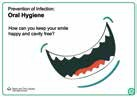 Prevention of Infection:
Oral Hygiene
How can you keep your smile
happy and cavity free?